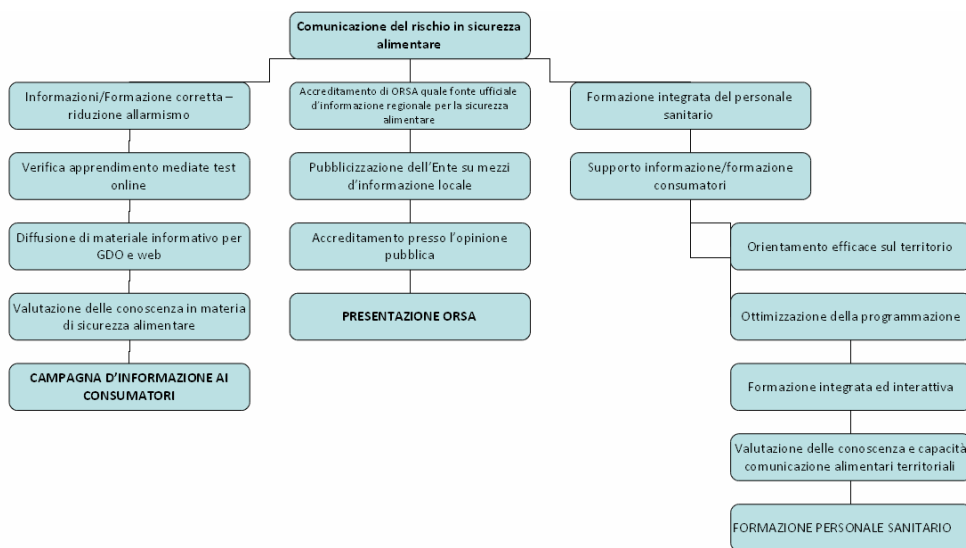 Comunicazione del rischio in sicurezza
alimentare
Informazioni/Formazione corretta –
riduzione allarmismo
Verifica apprendimento mediate test
online
Diffusione di materiale informativo per
GDO e web
Valutazione delle conoscenza in materia
di sicurezza alimentare
CAMPAGNA D'INFORMAZIONE AI
CONSUMATORI
Accreditamento di ORSA quale fonte ufficiale
d'informazione regionale per la sicurezza
alimentare
Pubblicizzazione dell'Ente su mezzi
d'informazione locale
Accreditamento presso l'opinione
pubblica
PRESENTAZIONE ORSA
Formazione integrata del personale
sanitario
Supporto informazione/formazione
consumatori
Orientamento efficace sul territorio
Ottimizzazione della programmazione
Formazione integrata ed interattiva
Valutazione delle conoscenza e capacità
comunicazione alimentari territoriali
FORMAZIONE PERSONALE SANITARIO